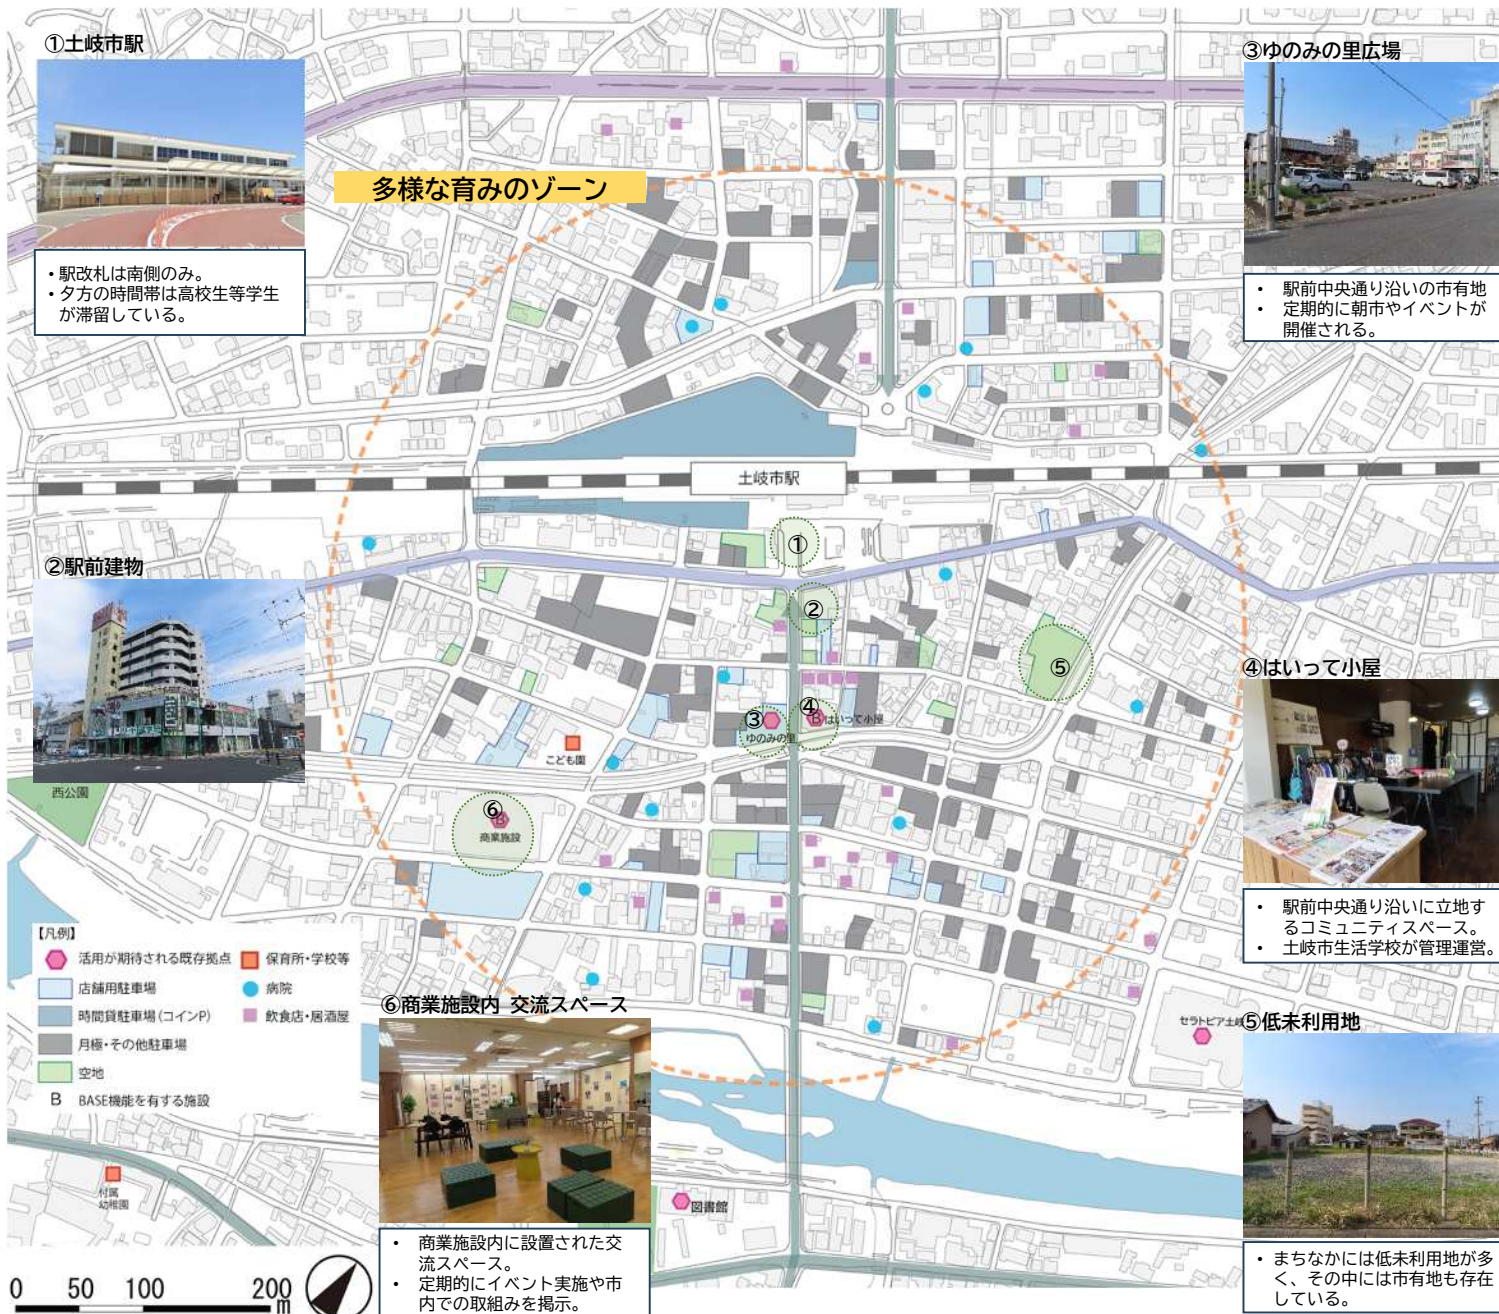 ①土岐市駅
・駅改札は南側のみ。
・夕方の時間帯は高校生等学生
が滞留している。
多様な育みのゾーン
③ゆのみの里広場
・ 駅前中央通り沿いの市有地
・ 定期的に朝市やイベントが
開催される。
土岐市駅
①
②駅前建物
②
⑤
③
ゆのみの里
④
B はいって小屋
こども園
西公園
⑥
B
商業施設
④はいって小屋
・ 駅前中央通り沿いに立地す
るコミュニティスペース。
・ 土岐市生活学校が管理運営。
【凡例】
活用が期待される既存拠点
保育所・学校等
店舗用駐車場
病院
時間貸駐車場(コインP)
飲食店・居酒屋
月極・その他駐車場
空地
B BASE機能を有する施設
付属
幼稚園
⑥商業施設内 交流スペース
・ 商業施設内に設置された交
流スペース。
・ 定期的にイベント実施や市
内での取組みを掲示。
図書館
セラトピア土岐
⑤低未利用地
・まちなかには低未利用地が多
く、その中には市有地も存在
している。
0 50 100 200
m